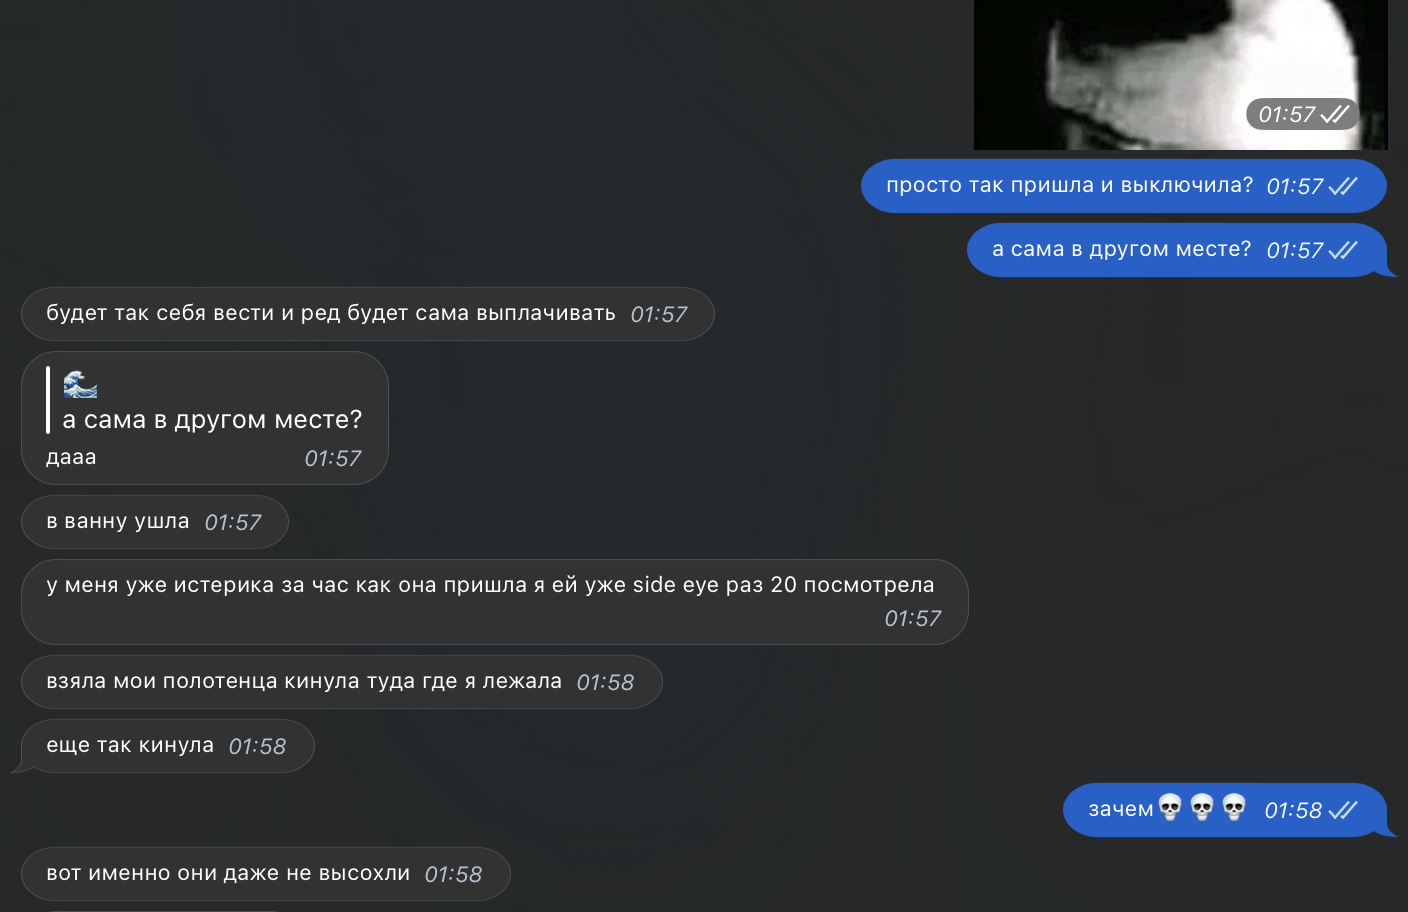 01:57
просто так пришла и выключила? 01:57
а сама в другом месте? 01:57
будет так себя вести и ред будет сама выплачивать 01:57
🌊
а сама в другом месте?
дааа 01:57
в ванну ушла 01:57
у меня уже истерика за час как она пришла я ей уже side eye раз 20 посмотрела
01:57
взяла мои полотенца кинула туда где я лежала 01:58
еще так кинула 01:58
зачем💀💀💀 01:58
вот именно они даже не высохли 01:58